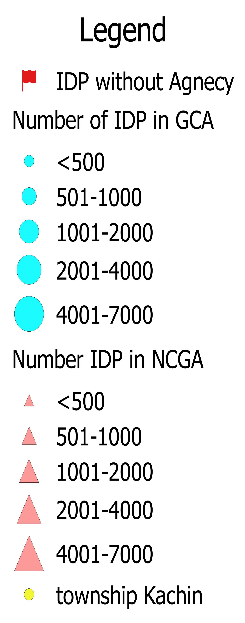 Legend
IDP without Agnecy
Number of IDP in GCA
<500
501-1000
1001-2000
2001-4000
4001-7000
Number IDP in NCGA
<500
501-1000
1001-2000
2001-4000
4001-7000
township Kachin